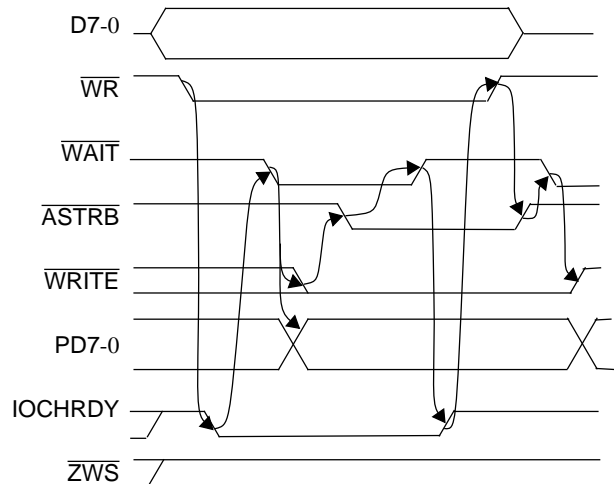 D7-0
WR
WAIT
ASTRB
WRITE
PD7-0
IOCHRDY
ZWS